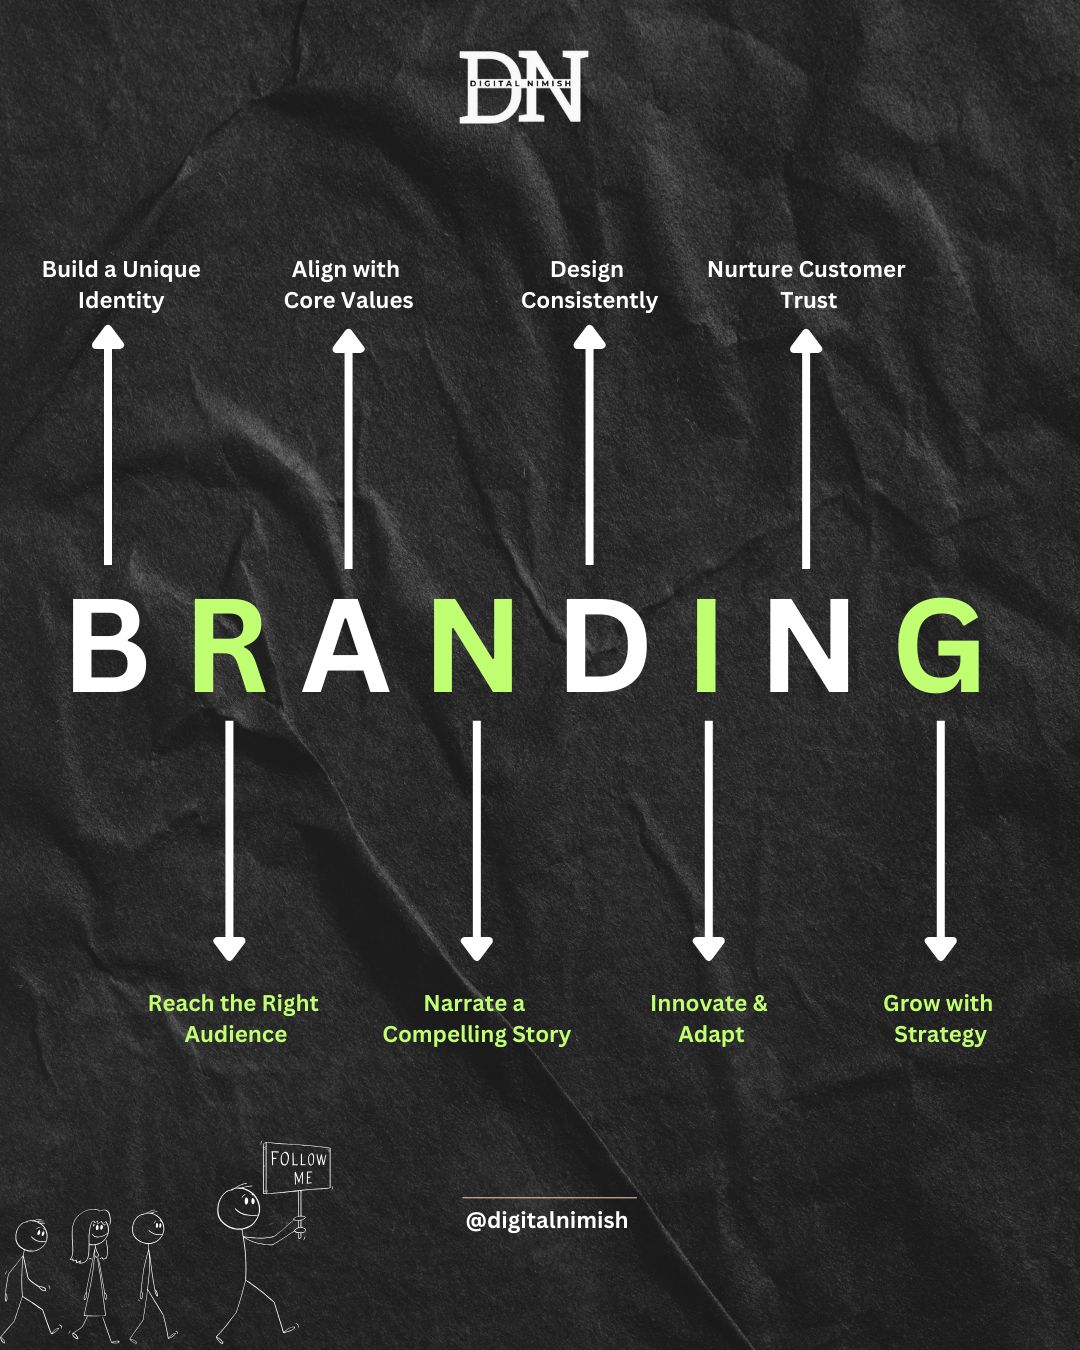 DN
DIGITAL NIMISH
Build a Unique
Identity
Align with
Core Values
Design
Consistently
Nurture Customer
Trust
BRANDING
Reach the Right
Audience
Narrate a
Compelling Story
Innovate &
Adapt
Grow with
Strategy
FOLLOW
ME
@digitalnimish